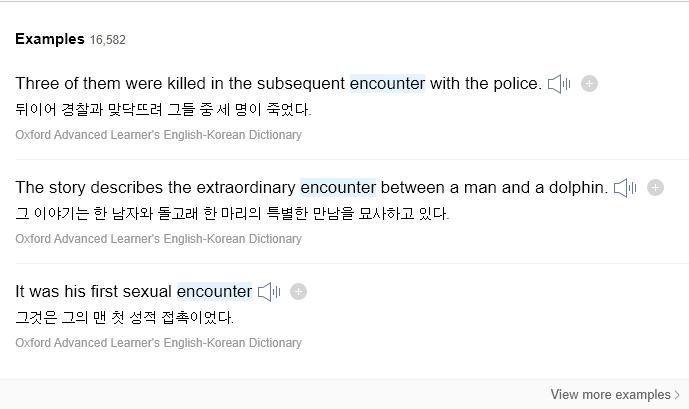 Examples 16,582
Three of them were killed in the subsequent encounter with the police.
뒤이어 경찰과 맞닥뜨려 그들 중 세 명이 죽었다.
Oxford Advanced Learner's English-Korean Dictionary
The story describes the extraordinary encounter between a man and a dolphin.
그 이야기는 한 남자와 돌고래 한 마리의 특별한 만남을 묘사하고 있다.
Oxford Advanced Learner's English-Korean Dictionary
It was his first sexual encounter
그것은 그의 맨 첫 성적 접촉이었다.
Oxford Advanced Learner's English-Korean Dictionary
View more examples